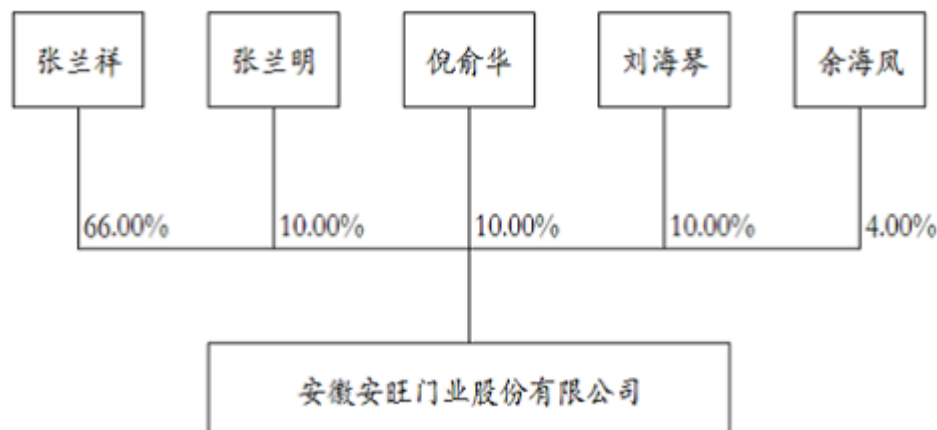 张兰祥
张兰明
倪俞华
刘海琴
余海凤
66.00%
10.00%
10.00%
10.00%
4.00%
安徽安旺门业股份有限公司